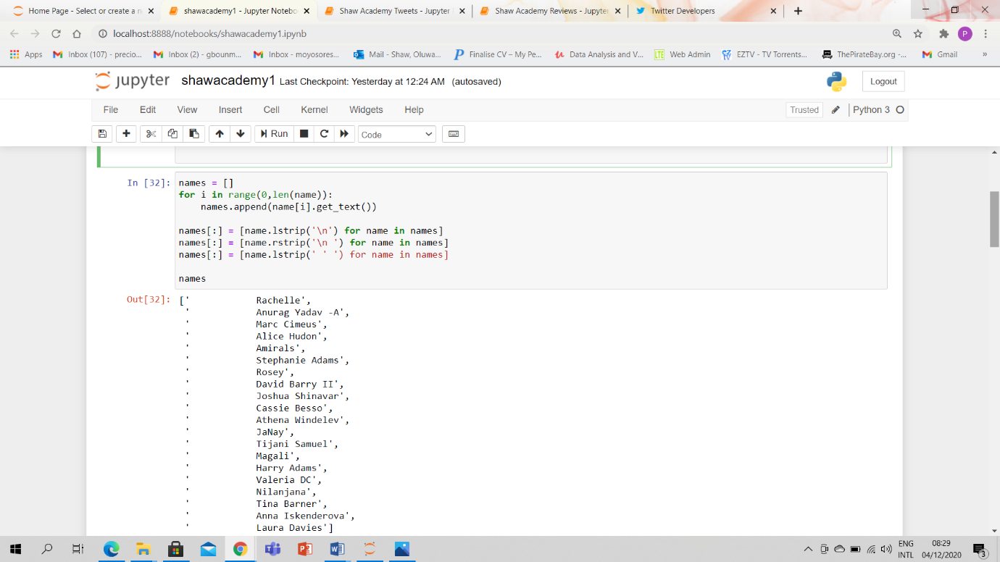 Home Page - Select or create a n
shawacademy1 - Jupyter Notebo
Shaw Academy Tweets - Jupyter
Shaw Academy Reviews - Jupyte
Twitter Developers
localhost:8888/notebooks/shawacademy1.ipynb
P
Apps
Inbox (107) - precio...
Inbox (2) - gbounm...
Inbox - moyosores...
Mail - Shaw, Oluwa...
Finalise CV – My Pe...
Data Analysis and V...
LTE Web Admin
EZTV - TV Torrents...
ThePirateBay.org -...
Gmail
»
jupyter shawacademy1 Last Checkpoint: Yesterday at 12:24 AM (autosaved)
Logout
File Edit View Insert Cell Kernel Widgets Help
Trusted
Python 3
Run
Code
In [32]: names = []
for i in range(0,len(name)):
    names.append(name[i].get_text())
names[:] = [name.lstrip('\n') for name in names]
names[:] = [name.rstrip('\n ') for name in names]
names[:] = [name.lstrip(' ' ') for name in names]
names
Out[32]: ['            Rachelle',
'            Anurag Yadav -A',
'            Marc Cimeus',
'            Alice Hudon',
'            Amirals',
'            Stephanie Adams',
'            Rosey',
'            David Barry II',
'            Joshua Shinavar',
'            Cassie Besso',
'            Athena Windelev',
'            JaNay',
'            Tijani Samuel',
'            Magali',
'            Harry Adams',
'            Valeria DC',
'            Nilanjana',
'            Tina Barner',
'            Anna Iskenderova',
'            Laura Davies']
ENG
INTL
08:29
04/12/2020
3